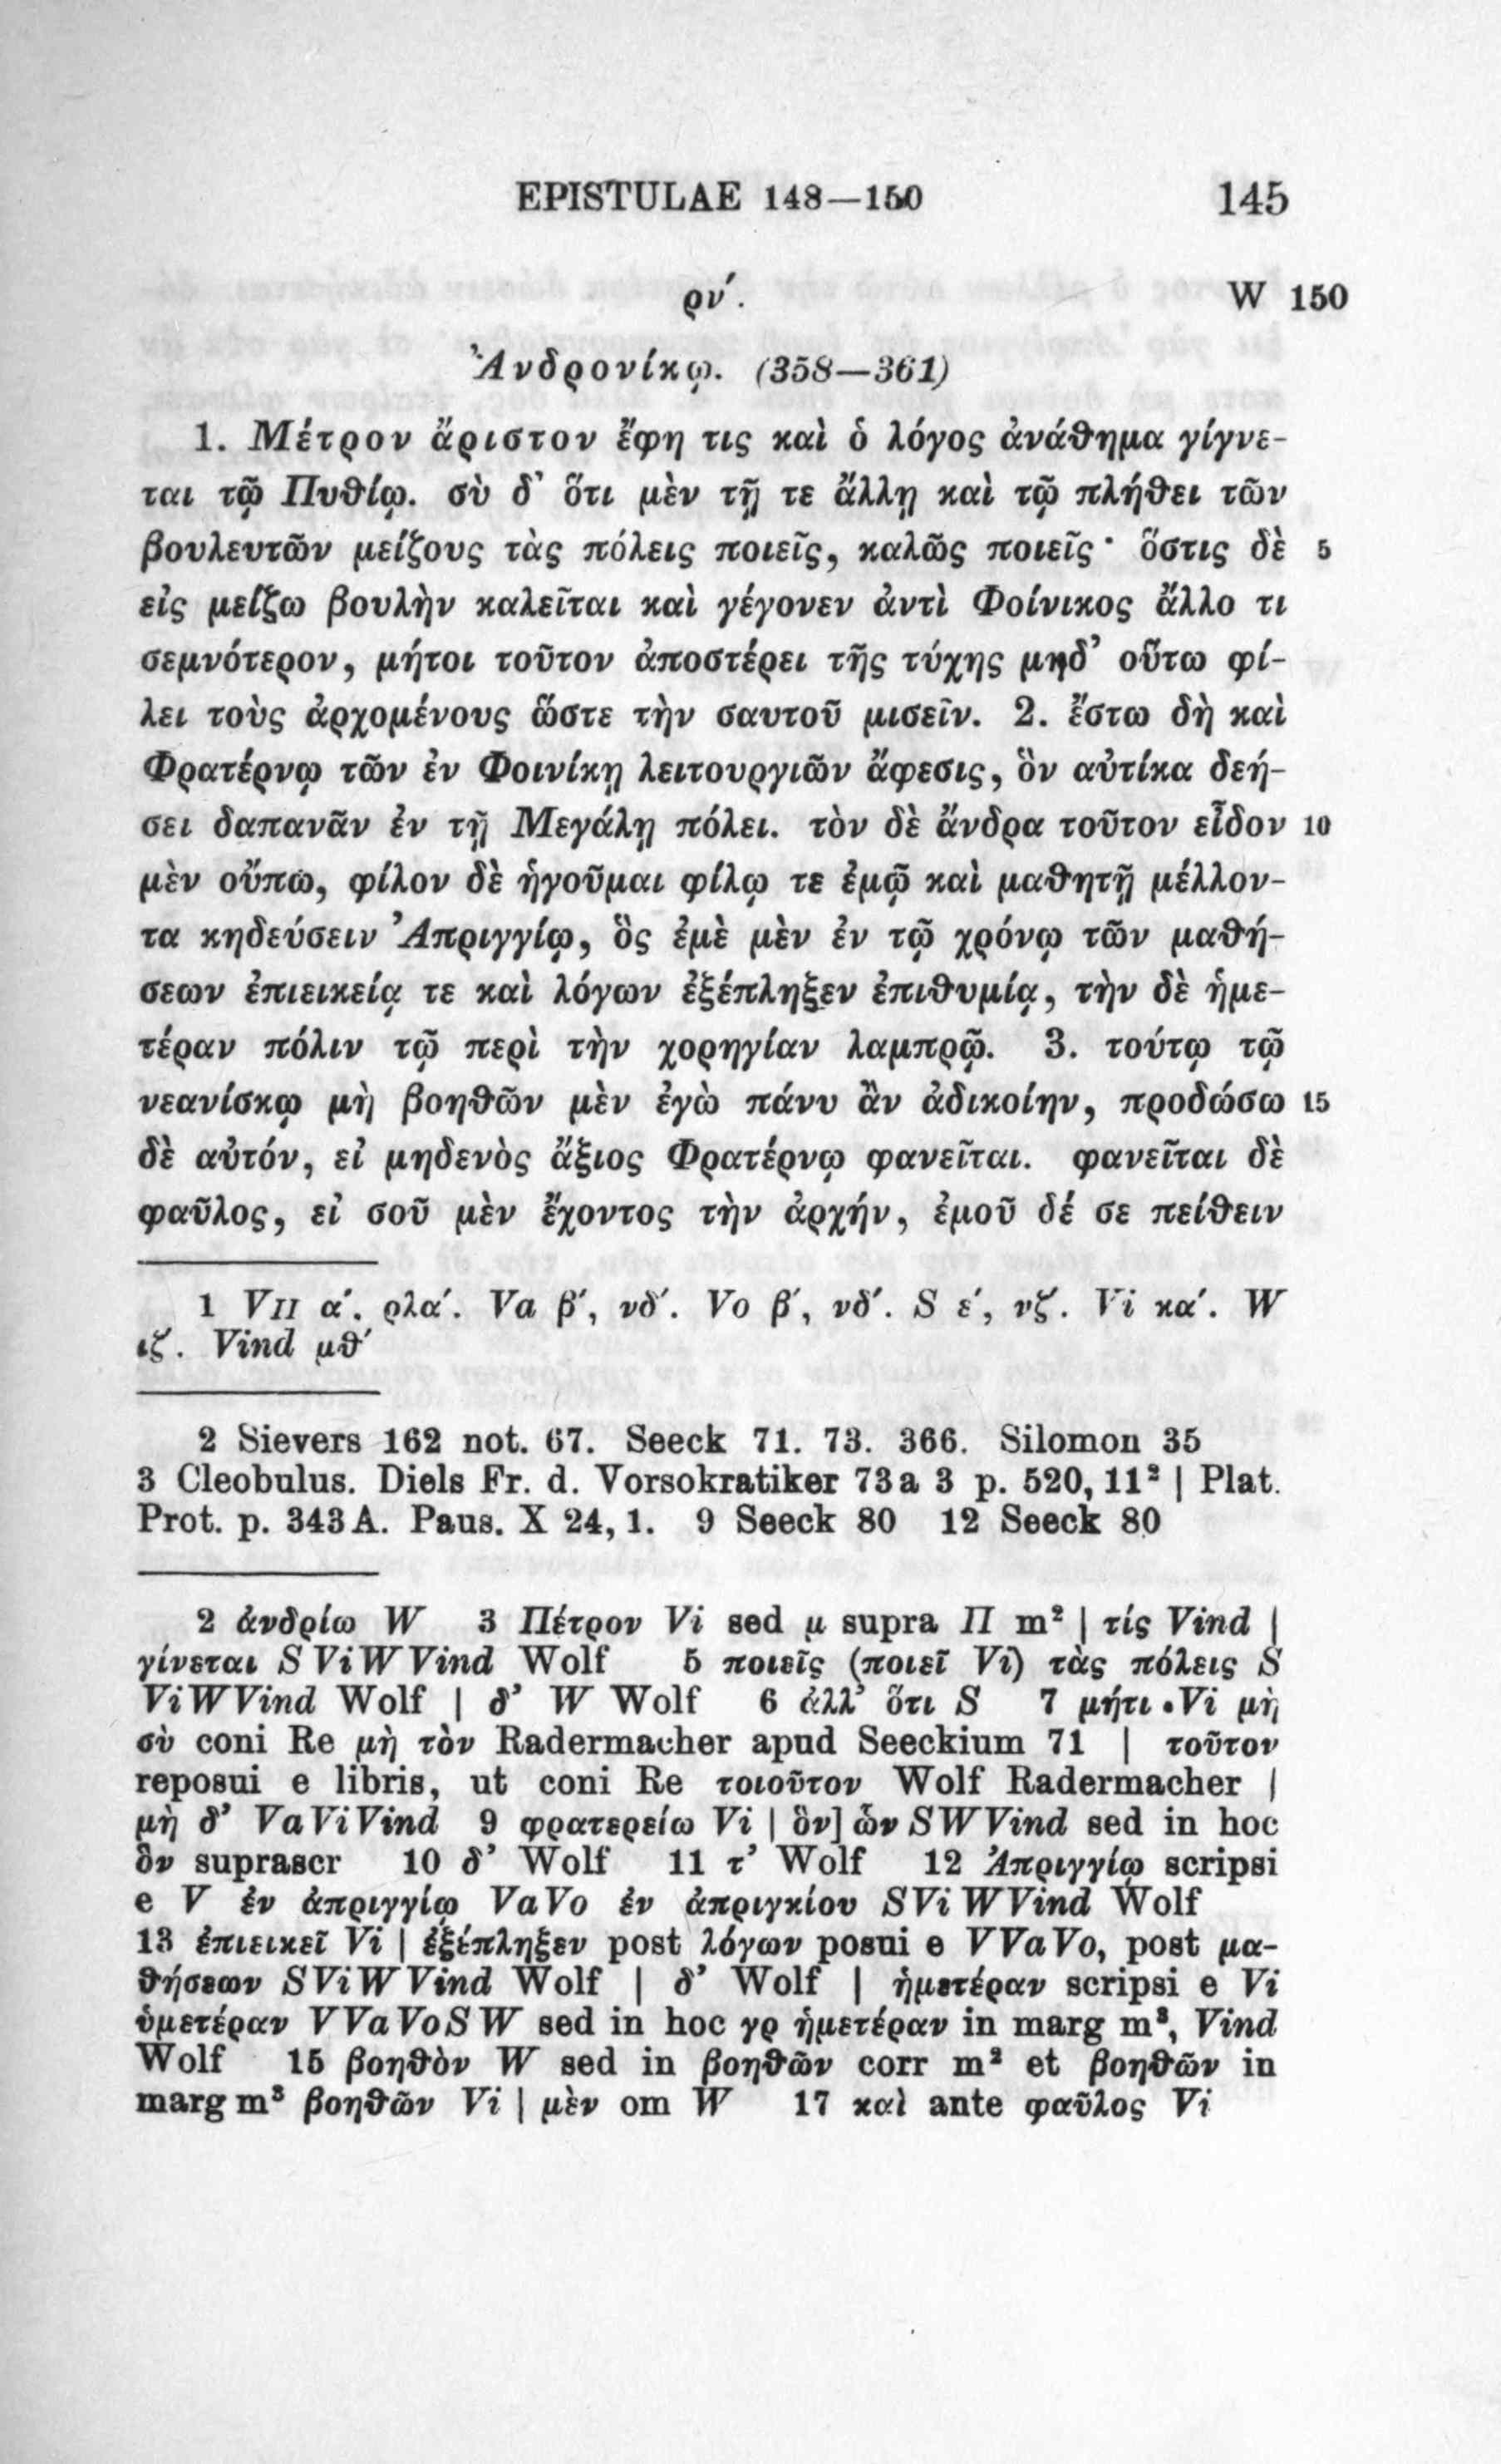 EPISTULAE 148—150 145
ρν΄. W 150
Ἀνδρονίκῳ. (358—361)
1. Μέτρον ἄριστον ἔφη τις καὶ ὁ λόγος ἀνάθημα γίγνε-
ται τῷ Πυθίῳ. σὺ δ᾽ ὅτι μὲν τῇ τε ἄλλῃ καὶ τῷ πλήθει τῶν
βουλευτῶν μείζους τὰς πόλεις ποιεῖς, καλῶς ποιεῖς· ὅστις δὲ 5
εἰς μείζω βουλὴν καλεῖται καὶ γέγονεν ἀντὶ Φοίνικος ἄλλο τι
σεμνότερον, μήτοι τοῦτον ἀποστέρει τῆς τύχης μηδ᾽ οὕτω φί-
λει τοὺς ἀρχομένους ὥστε τὴν σαυτοῦ μισεῖν. 2. ἔστω δὴ καὶ
Φρατέρνῳ τῶν ἐν Φοινίκῃ λειτουργιῶν ἄφεσις, ὃν αὐτίκα δεή-
σει δαπανᾶν ἐν τῇ Μεγάλῃ πόλει. τὸν δὲ ἄνδρα τοῦτον εἶδον 10
μὲν οὔπω, φίλον δὲ ἡγοῦμαι φίλῳ τε ἐμῷ καὶ μαθητῇ μέλλον-
τα κηδεύσειν Ἀπριγγίῳ, ὃς ἐμὲ μὲν ἐν τῷ χρόνῳ τῶν μαθή-
σεων ἐπιεικείᾳ τε καὶ λόγων ἐξέπληξεν ἐπιθυμίᾳ, τὴν δὲ ἡμε-
τέραν πόλιν τῷ περὶ τὴν χορηγίαν λαμπρῷ. 3. τούτῳ τῷ
νεανίσκῳ μὴ βοηθῶν μὲν ἐγὼ πάνυ ἂν ἀδικοίην, προδώσω 15
δὲ αὐτόν, εἰ μηδενὸς ἄξιος Φρατέρνῳ φανεῖται. φανεῖται δὲ
φαῦλος, εἰ σοῦ μὲν ἔχοντος τὴν ἀρχήν, ἐμοῦ δέ σε πείθειν
1 VII α΄. ρλα΄. Va β΄, νδ΄. Vo β΄, νδ΄. S ε΄, νζ΄. Vi κα΄. W
ιζ΄. Vind μθ΄
2 Sievers 162 not. 67. Seeck 71. 73. 366. Silomon 35
3 Cleobulus. Diels Fr. d. Vorsokratiker 73a 3 p. 520, 11² | Plat.
Prot. p. 343A. Paus. X 24, 1. 9 Seeck 80 12 Seeck 80
2 ἀνδρίω W 3 Πέτρον Vi sed μ supra Π m² | τίς Vind |
γίνεται S Vi W Vind Wolf 5 ποιεῖς (ποιεῖ Vi) τὰς πόλεις S
Vi W Vind Wolf | δ᾽ W Wolf 6 ἀλλ᾽ ὅτι S 7 μήτι Vi μὴ
σὺ coni Re μὴ τὸν Radermacher apud Seeckium 71 | τοῦτον
reposui e libris, ut coni Re τοιοῦτον Wolf Radermacher |
μὴ δ᾽ Va Vi Vind 9 φρατερείω Vi | ὃν] ὧν S W Vind sed in hoc
ὃν suprascr 10 δ᾽ Wolf 11 τ᾽ Wolf 12 Ἀπριγγίῳ scripsi
e V ἐν ἀπριγγίῳ Va Vo ἐν ἀπριγκίου S Vi W Vind Wolf
13 ἐπιεικεῖ Vi | ἐξέπληξεν post λόγων posui e V Va Vo, post μα-
θήσεων S Vi W Vind Wolf | δ᾽ Wolf | ἡμετέραν scripsi e Vi
ὑμετέραν V Va Vo S W sed in hoc γρ ἡμετέραν in marg m³, Vind
Wolf 15 βοηθὸν W sed in βοηθῶν corr m² et βοηθῶν in
marg m³ βοηθῶν Vi | μὲν om W 17 καὶ ante φαῦλος Vi